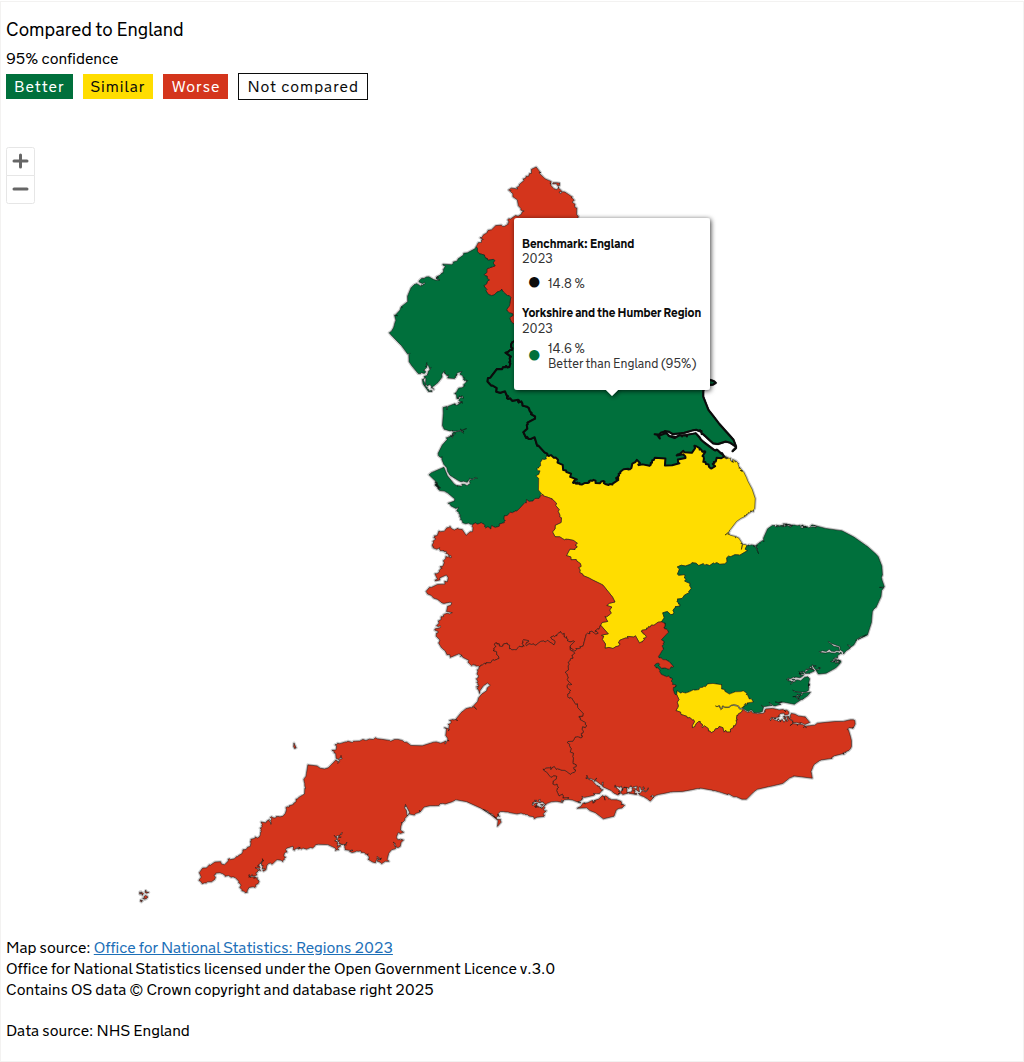 Compared to England
95% confidence
Better Similar Worse Not compared
+
−
Benchmark: England
2023
14.8 %
Yorkshire and the Humber Region
2023
14.6 %
Better than England (95%)
Map source: Office for National Statistics: Regions 2023
Office for National Statistics licensed under the Open Government Licence v.3.0
Contains OS data © Crown copyright and database right 2025
Data source: NHS England